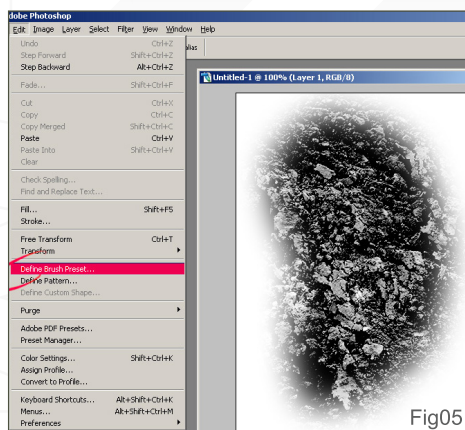 dobe Photoshop
Edit Image Layer Select Filter View Window Help
Undo Ctrl+Z
Step Forward Shift+Ctrl+Z
Step Backward Alt+Ctrl+Z
Fade... Shift+Ctrl+F
Cut Ctrl+X
Copy Ctrl+C
Copy Merged Shift+Ctrl+C
Paste Ctrl+V
Paste Into Shift+Ctrl+V
Clear
Check Spelling...
Find and Replace Text...
Fill... Shift+F5
Stroke...
Free Transform Ctrl+T
Transform
Define Brush Preset...
Define Pattern...
Define Custom Shape...
Purge
Adobe PDF Presets...
Preset Manager...
Color Settings... Shift+Ctrl+K
Assign Profile...
Convert to Profile...
Keyboard Shortcuts... Alt+Shift+Ctrl+K
Menus... Alt+Shift+Ctrl+M
Preferences
alias
Untitled-1 @ 100% (Layer 1, RGB/8)
Fig05